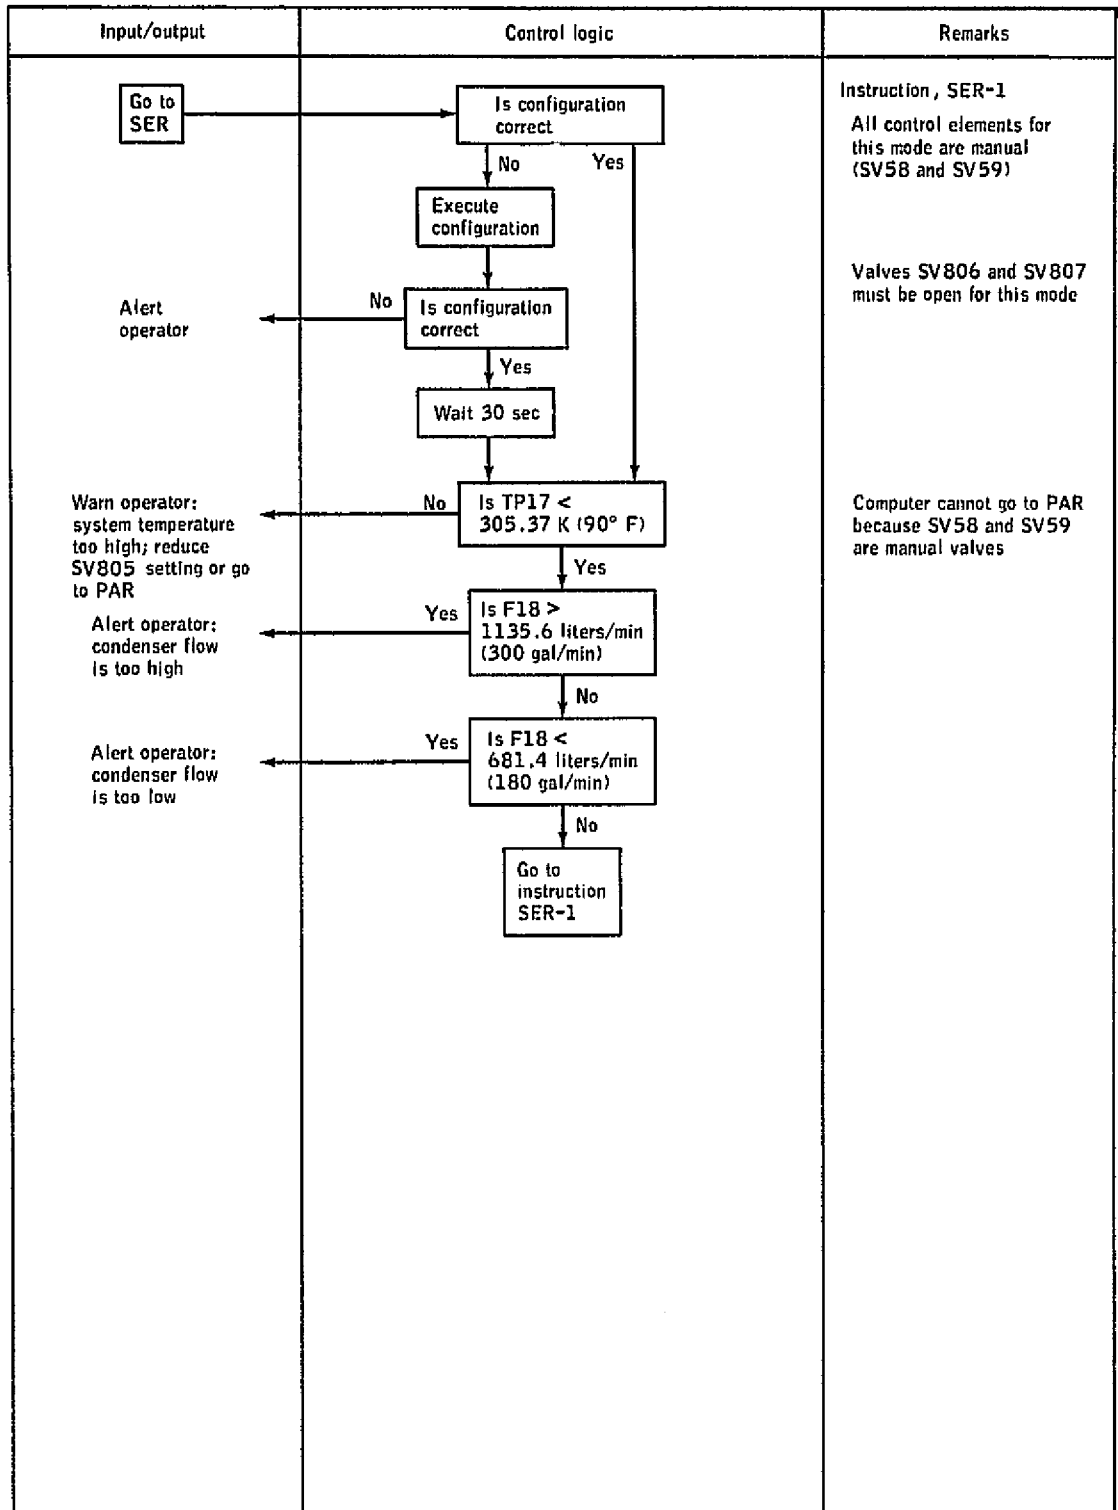 Input/output
Control logic
Remarks
Go to
SER
Is configuration
correct
Instruction, SER-1
All control elements for
this mode are manual
(SV58 and SV59)
No
Yes
Execute
configuration
Valves SV806 and SV807
must be open for this mode
Alert
operator
No
Is configuration
correct
Yes
Wait 30 sec
Warn operator:
system temperature
too high; reduce
SV805 setting or go
to PAR
No
Is TP17 <
305.37 K (90° F)
Computer cannot go to PAR
because SV58 and SV59
are manual valves
Yes
Alert operator:
condenser flow
is too high
Yes
Is F18 >
1135.6 liters/min
(300 gal/min)
No
Alert operator:
condenser flow
is too low
Yes
Is F18 <
681.4 liters/min
(180 gal/min)
No
Go to
instruction
SER-1